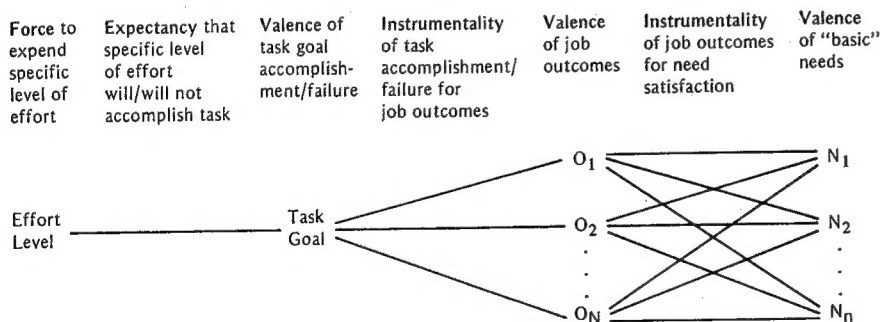 Force to
expend
specific
level of
effort
Expectancy that
specific level
of effort
will/will not
accomplish task
Valence of
task goal
accomplish-
ment/failure
Instrumentality
of task
accomplishment/
failure for
job outcomes
Valence
of job
outcomes
Instrumentality
of job outcomes
for need
satisfaction
Valence
of "basic"
needs
Effort
Level
Task
Goal
O₁
O₂
O_N
N₁
N₂
Nₙ